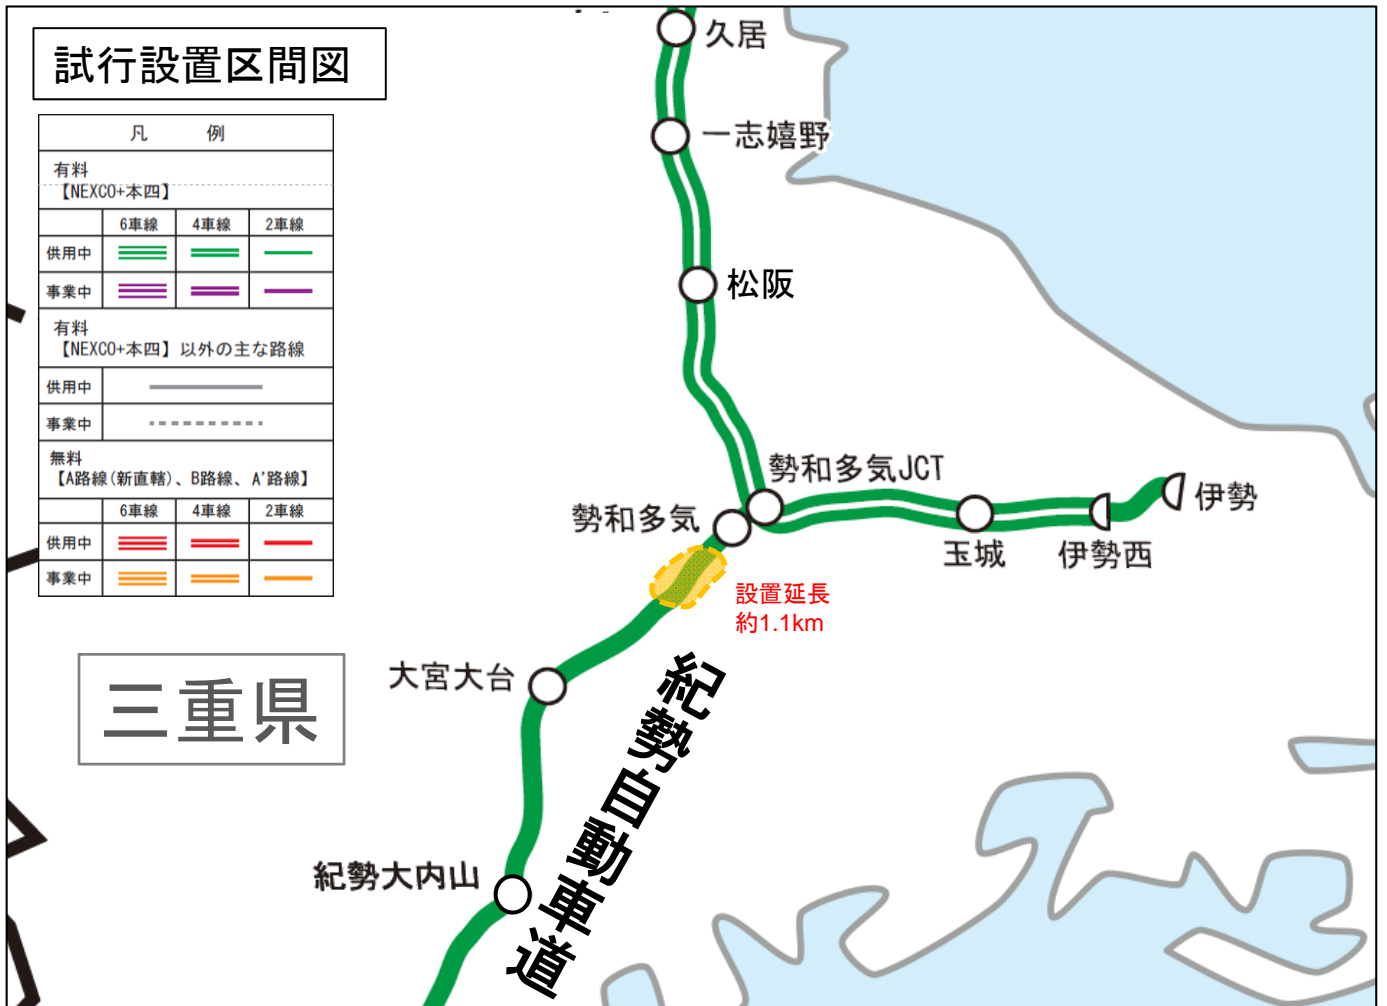 試行設置区間図
凡 例
有料
【NEXCO+本四】
6車線 4車線 2車線
供用中
事業中
有料
【NEXCO+本四】以外の主な路線
供用中
事業中
無料
【A路線(新直轄)、B路線、A'路線】
6車線 4車線 2車線
供用中
事業中
久居
一志嬉野
松阪
勢和多気JCT
勢和多気
玉城
伊勢西
伊勢
設置延長
約1.1km
大宮大台
三重県
紀勢自動車道
紀勢大内山